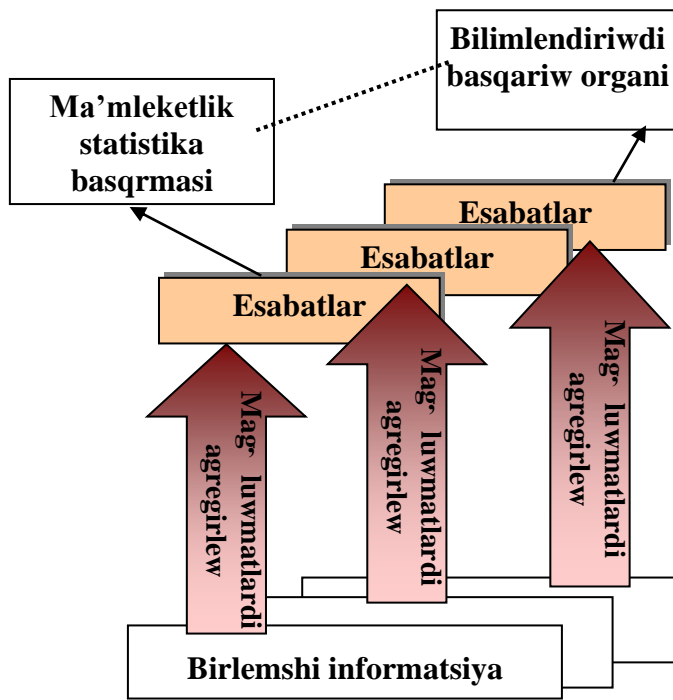 Bilimlendiriwdi
basqariw organi
Ma’mleketlik
statistika
basqrmasi
Esabatlar
Esabatlar
Esabatlar
Mag‵ luwmatlardi
agregirlew
Mag‵ luwmatlardi
agregirlew
Mag‵ luwmatlardi
agregirlew
Birlemshi informatsiya